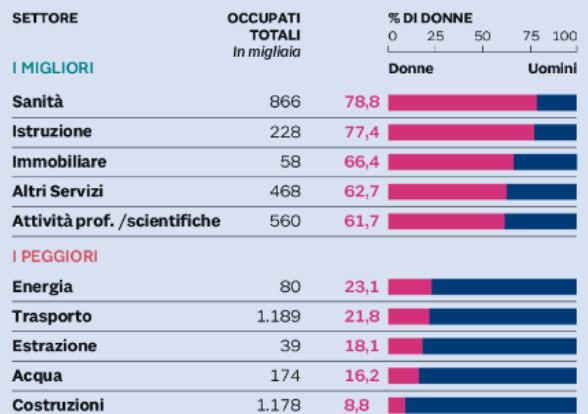 SETTORE OCCUPATI TOTALI In migliaia % DI DONNE
0 25 50 75 100
I MIGLIORI Donne Uomini
Sanità 866 78,8
Istruzione 228 77,4
Immobiliare 58 66,4
Altri Servizi 468 62,7
Attività prof. /scientifiche 560 61,7
I PEGGIORI
Energia 80 23,1
Trasporto 1.189 21,8
Estrazione 39 18,1
Acqua 174 16,2
Costruzioni 1.178 8,8